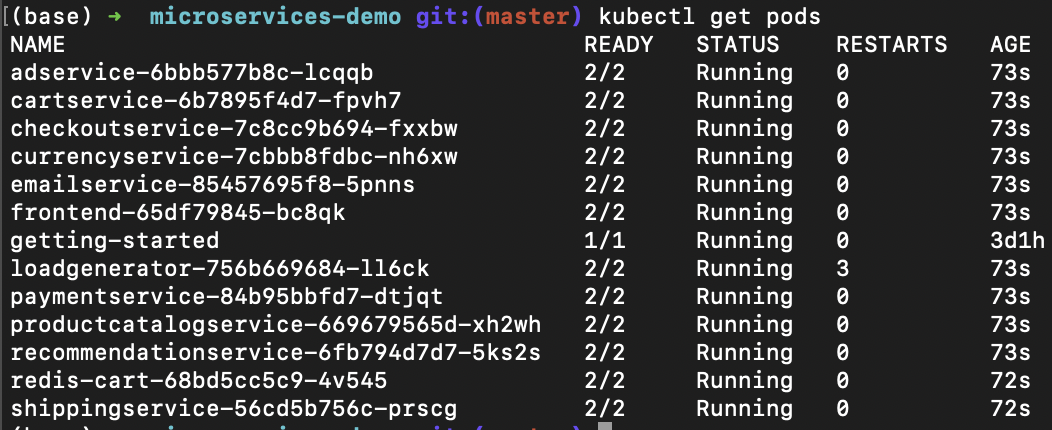 (base) ➜ microservices-demo git:(master) kubectl get pods
NAME READY STATUS RESTARTS AGE
adservice-6bbb577b8c-lcqqb 2/2 Running 0 73s
cartservice-6b7895f4d7-fpvh7 2/2 Running 0 73s
checkoutservice-7c8cc9b694-fxxbw 2/2 Running 0 73s
currencyservice-7cbbb8fdbc-nh6xw 2/2 Running 0 73s
emailservice-85457695f8-5pnns 2/2 Running 0 73s
frontend-65df79845-bc8qk 2/2 Running 0 73s
getting-started 1/1 Running 0 3d1h
loadgenerator-756b669684-ll6ck 2/2 Running 3 73s
paymentservice-84b95bbfd7-dtjqt 2/2 Running 0 73s
productcatalogservice-669679565d-xh2wh 2/2 Running 0 73s
recommendationservice-6fb794d7d7-5ks2s 2/2 Running 0 73s
redis-cart-68bd5cc5c9-4v545 2/2 Running 0 72s
shippingservice-56cd5b756c-prscg 2/2 Running 0 72s